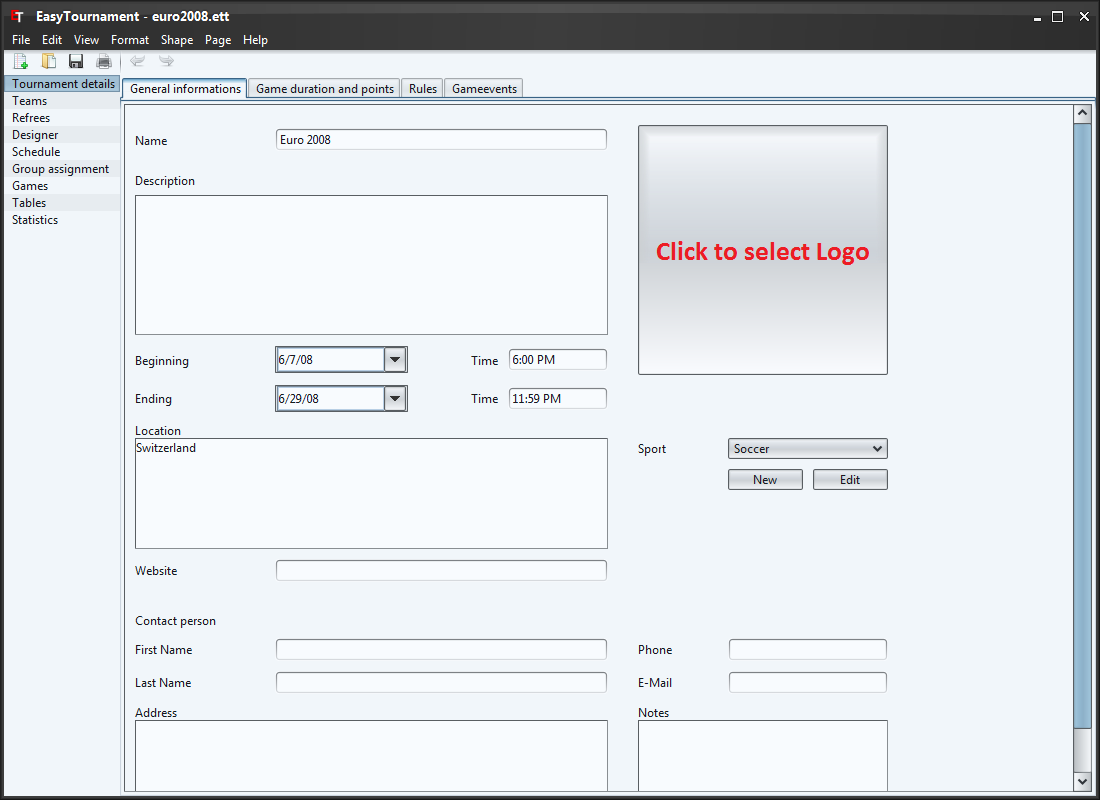 ET EasyTournament - euro2008.ett
File Edit View Format Shape Page Help
Tournament details
Teams
Refrees
Designer
Schedule
Group assignment
Games
Tables
Statistics
General informations Game duration and points Rules Gameevents
Name Euro 2008
Description
Click to select Logo
Beginning 6/7/08 Time 6:00 PM
Ending 6/29/08 Time 11:59 PM
Location
Switzerland
Sport Soccer
New Edit
Website
Contact person
First Name Phone
Last Name E-Mail
Address Notes